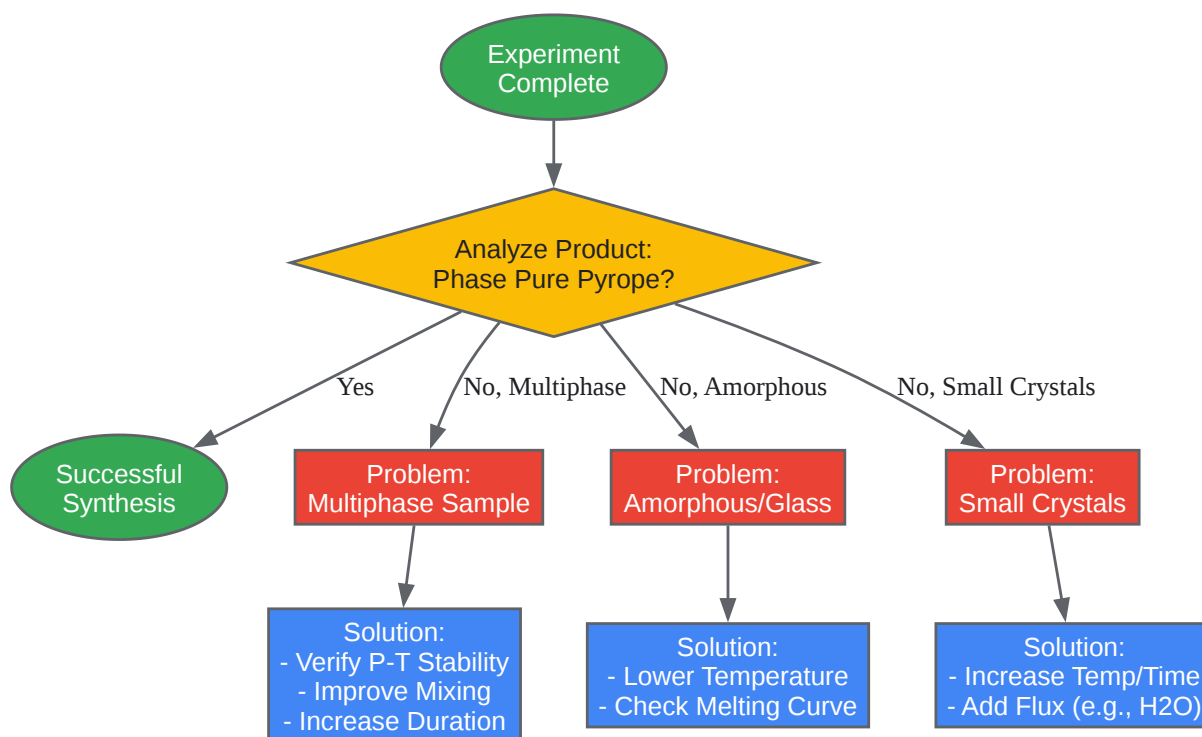 Experiment
Complete
Analyze Product:
Phase Pure Pyrope?
Yes
No, Multiphase
No, Amorphous
No, Small Crystals
Successful
Synthesis
Problem:
Multiphase Sample
Problem:
Amorphous/Glass
Problem:
Small Crystals
Solution:
- Verify P-T Stability
- Improve Mixing
- Increase Duration
Solution:
- Lower Temperature
- Check Melting Curve
Solution:
- Increase Temp/Time
- Add Flux (e.g., H2O)